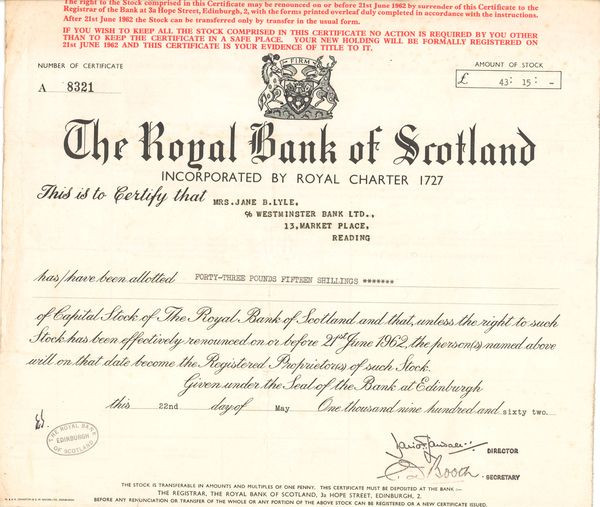 The right to the Stock comprised in this Certificate may be renounced on or before 21st June 1962 by surrender of this Certificate to the
Registrar of the Bank at 3a Hope Street, Edinburgh, 2, with the forms printed overleaf duly completed in accordance with the instructions.
After 21st June 1962 the Stock can be transferred only by transfer in the usual form.
IF YOU WISH TO KEEP ALL THE STOCK COMPRISED IN THIS CERTIFICATE NO ACTION IS REQUIRED BY YOU OTHER
THAN TO KEEP THE CERTIFICATE IN A SAFE PLACE. YOUR NEW HOLDING WILL BE FORMALLY REGISTERED ON
21st JUNE 1962 AND THIS CERTIFICATE IS YOUR EVIDENCE OF TITLE TO IT.
NUMBER OF CERTIFICATE
A 8321
FIRM
AMOUNT OF STOCK
£ 43: 15: -
The Royal Bank of Scotland
INCORPORATED BY ROYAL CHARTER 1727
This is to Certify that MRS.JANE B.LYLE,
℅ WESTMINSTER BANK LTD.,
13,MARKET PLACE,
READING
has/have been allotted FORTY-THREE POUNDS FIFTEEN SHILLINGS *******
of Capital Stock of The Royal Bank of Scotland and that, unless the right to such
Stock has been effectively renounced on or before 21st June 1962, the person(s) named above
will on that date become the Registered Proprietor(s) of such Stock.
Given under the Seal of the Bank at Edinburgh
this 22nd day of May One thousand nine hundred and sixty two.
THE ROYAL BANK
EDINBURGH
OF SCOTLAND
DIRECTOR
Booth
SECRETARY
THE STOCK IS TRANSFERABLE IN AMOUNTS AND MULTIPLES OF ONE PENNY. THIS CERTIFICATE MUST BE DEPOSITED AT THE BANK :—
THE REGISTRAR, THE ROYAL BANK OF SCOTLAND, 3a HOPE STREET, EDINBURGH, 2.
BEFORE ANY RENUNCIATION OR TRANSFER OF THE WHOLE OR ANY PORTION OF THE ABOVE STOCK CAN BE REGISTERED OR A NEW CERTIFICATE ISSUED.